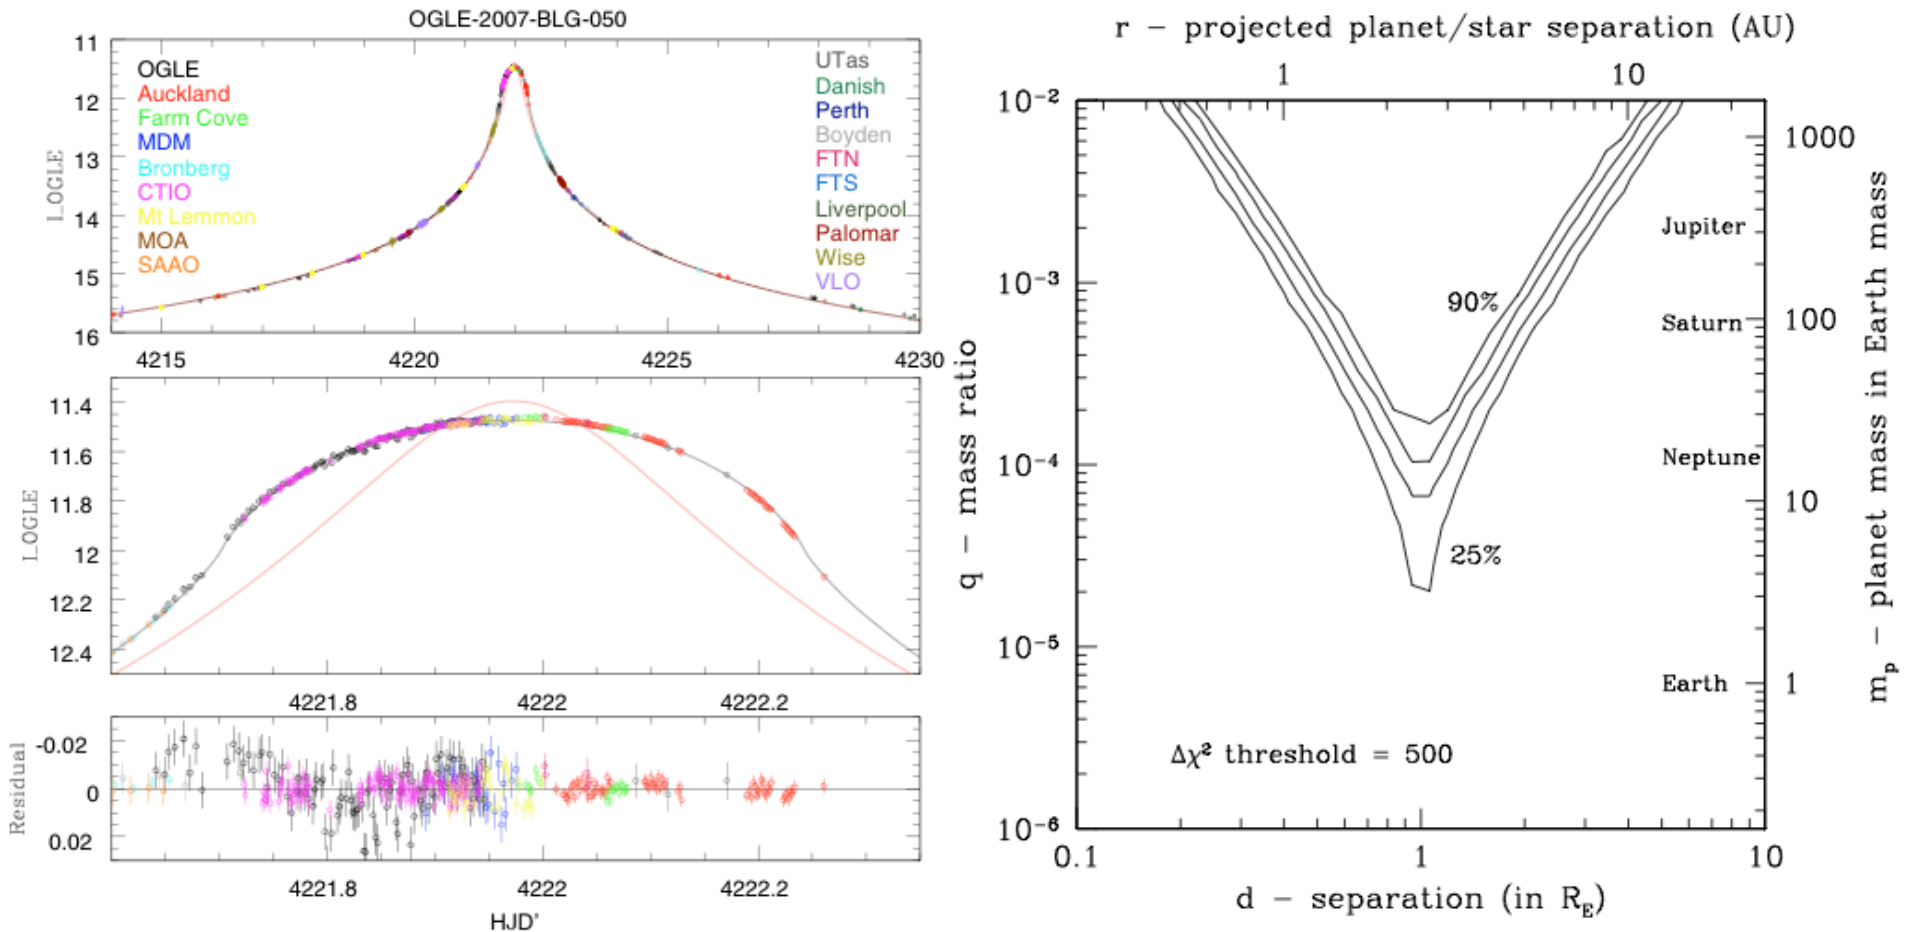 OGLE-2007-BLG-050
11
12
13
14
15
16
I_OGLE
OGLE
Auckland
Farm Cove
MDM
Bronberg
CTIO
Mt Lemmon
MOA
SAAO
UTas
Danish
Perth
Boyden
FTN
FTS
Liverpool
Palomar
Wise
VLO
4215 4220 4225 4230
11.4
11.6
11.8
12
12.2
12.4
I_OGLE
4221.8 4222 4222.2
-0.02
0
0.02
Residual
4221.8 4222 4222.2
HJD'
r – projected planet/star separation (AU)
1 10
10⁻²
10⁻³
10⁻⁴
10⁻⁵
10⁻⁶
q – mass ratio
90%
25%
Jupiter
Saturn
Neptune
Earth
Δχ² threshold = 500
1000
100
10
1
mₚ – planet mass in Earth mass
0.1 1 10
d – separation (in R_E)